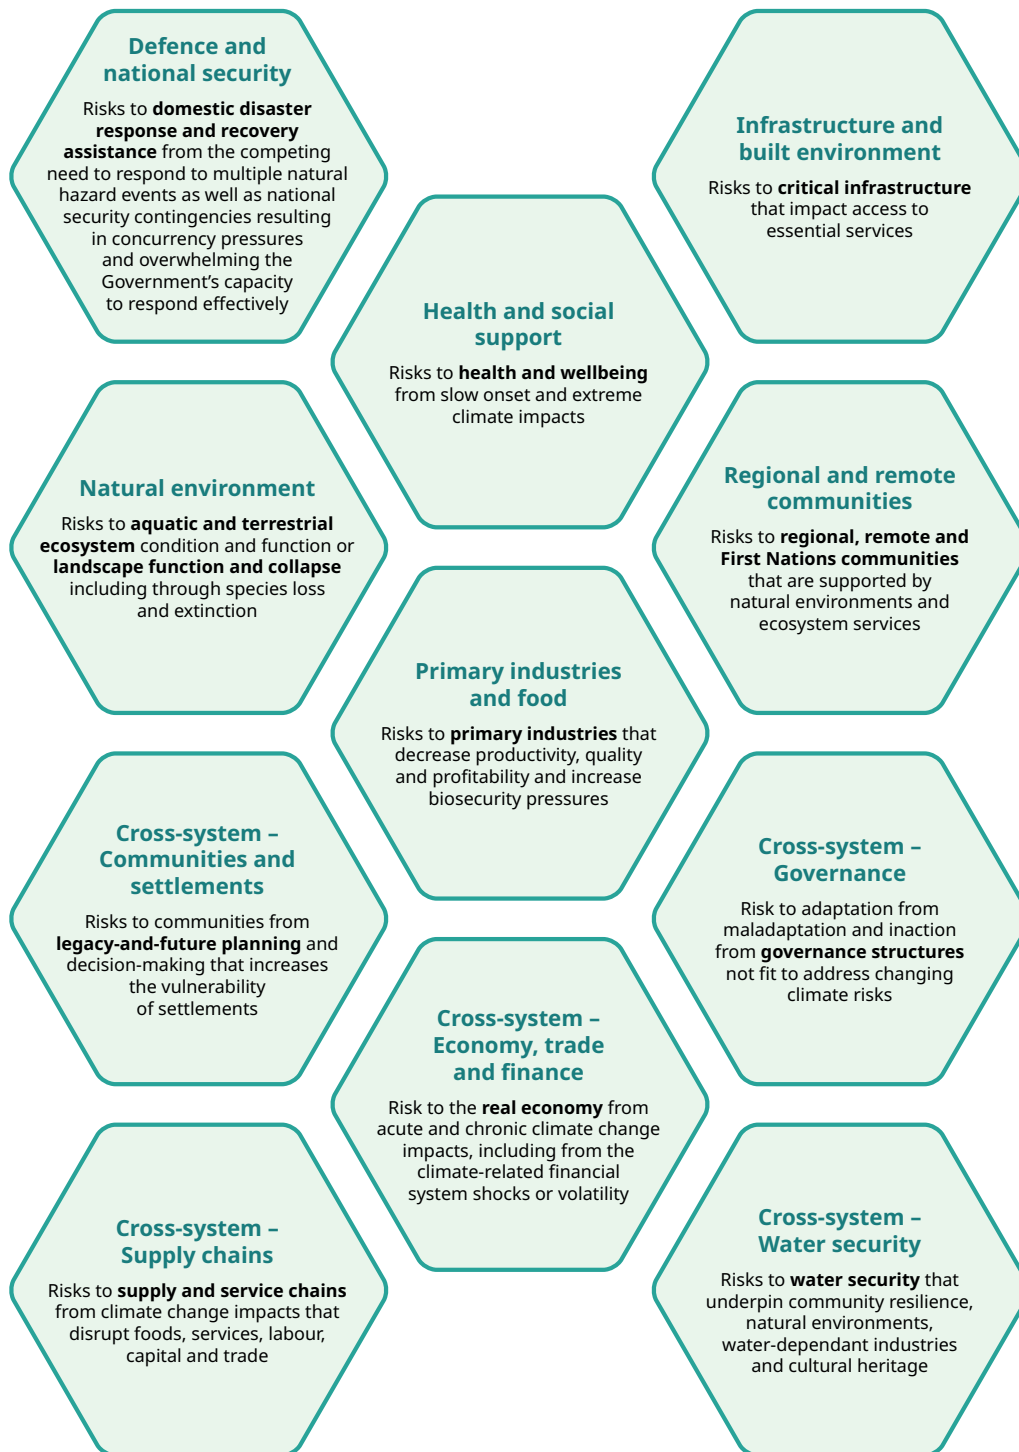 Defence and
national security
Risks to domestic disaster
response and recovery
assistance from the competing
need to respond to multiple natural
hazard events as well as national
security contingencies resulting
in concurrency pressures
and overwhelming the
Government’s capacity
to respond effectively
Infrastructure and
built environment
Risks to critical infrastructure
that impact access to
essential services
Health and social
support
Risks to health and wellbeing
from slow onset and extreme
climate impacts
Natural environment
Risks to aquatic and terrestrial
ecosystem condition and function or
landscape function and collapse
including through species loss
and extinction
Regional and remote
communities
Risks to regional, remote and
First Nations communities
that are supported by
natural environments and
ecosystem services
Primary industries
and food
Risks to primary industries that
decrease productivity, quality
and profitability and increase
biosecurity pressures
Cross-system –
Communities and
settlements
Risks to communities from
legacy-and-future planning and
decision-making that increases
the vulnerability
of settlements
Cross-system –
Governance
Risk to adaptation from
maladaptation and inaction
from governance structures
not fit to address changing
climate risks
Cross-system –
Economy, trade
and finance
Risk to the real economy from
acute and chronic climate change
impacts, including from the
climate-related financial
system shocks or volatility
Cross-system –
Supply chains
Risks to supply and service chains
from climate change impacts that
disrupt foods, services, labour,
capital and trade
Cross-system –
Water security
Risks to water security that
underpin community resilience,
natural environments,
water-dependant industries
and cultural heritage